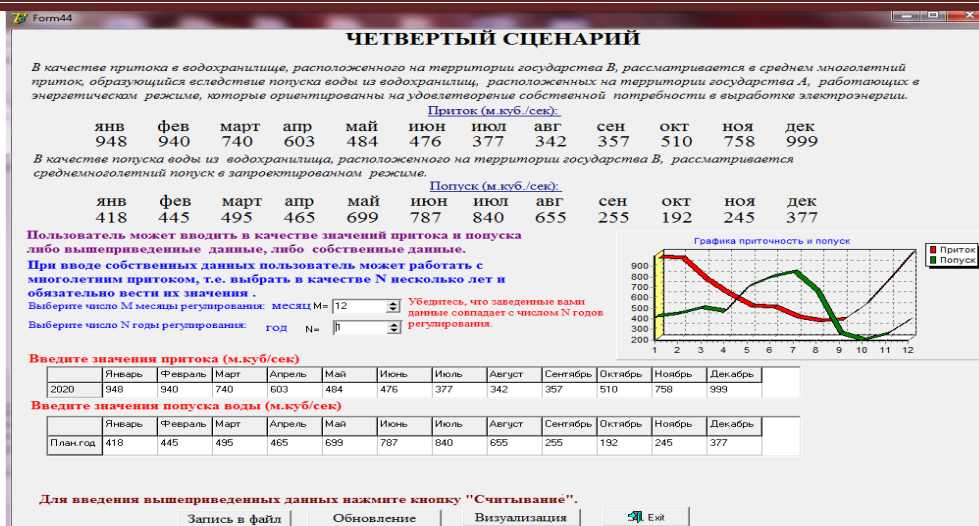 Form44
ЧЕТВЕРТЫЙ СЦЕНАРИЙ
В качестве притока в водохранилище, расположенного на территории государства В, рассматривается в среднем многолетний
приток, образующийся вследствие попуска воды из водохранилищ, расположенных на территории государства А, работающих в
энергетическом режиме, которые ориентированны на удовлетворение собственной потребности в выработке электроэнергии.
Приток (м.куб./сек):
янв фев март апр май июн июл авг сен окт ноя дек
948 940 740 603 484 476 377 342 357 510 758 999
В качестве попуска воды из водохранилища, расположенного на территории государства В, рассматривается
среднемноголетний попуск в запроектированом режиме.
Попуск (м.куб./сек):
янв фев март апр май июн июл авг сен окт ноя дек
418 445 495 465 699 787 840 655 255 192 245 377
Пользователь может вводить в качестве значений притока и попуска
либо вышеприведенные данные, либо собственные данные.
При вводе собственных данных пользователь может работать с
многолетним притоком, т.е. выбрать в качестве N несколько лет и
обязательно вести их значения .
Выберите число M месяцы регулирования: месяц M= 12
Выберите число N годы регулирования: год N= 1
Убедитесь, что заведенные вами
данные совпадает с числом N годов
регулирования.
Графика приточность и попуск
900
800
700
600
500
400
300
200
1 2 3 4 5 6 7 8 9 10 11 12
Приток
Попуск
Введите значения притока (м.куб/сек)
Январь Февраль Март Апрель Май Июнь Июль Август Сентябрь Октябрь Ноябрь Декабрь
2020 948 940 740 603 484 476 377 342 357 510 758 999
Введите значения попуска воды (м.куб/сек)
Январь Февраль Март Апрель Май Июнь Июль Август Сентябрь Октябрь Ноябрь Декабрь
План.год 418 445 495 465 699 787 840 655 255 192 245 377
Для введения вышеприведенных данных нажмите кнопку "Считывание".
Запись в файл Обновление Визуализация Exit